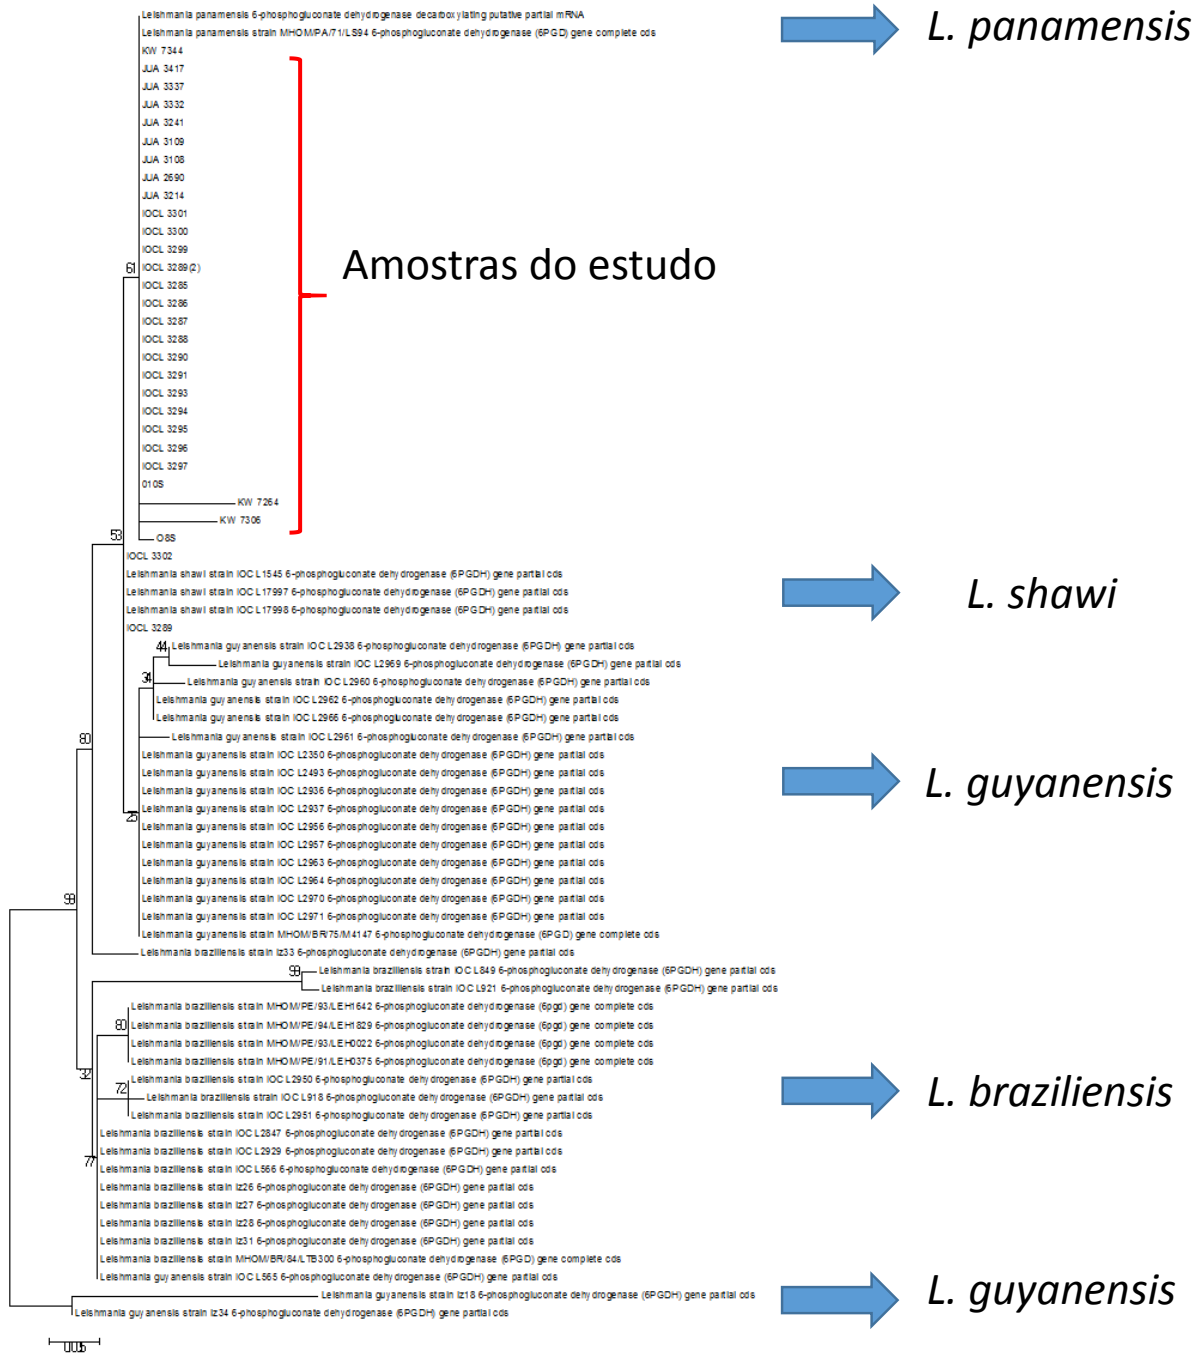 Leishmania panamensis 6-phosphogluconate dehydrogenase decarboxylating putative partial mRNA
Leishmania panamensis strain MHOM/PA/71/LS94 6-phosphogluconate dehydrogenase (6PGD) gene complete cds
L. panamensis
KW 7344
JUA 3417
JUA 3337
JUA 3332
JUA 3241
JUA 3109
JUA 3108
JUA 2690
JUA 3214
IOCL 3301
IOCL 3300
IOCL 3299
Amostras do estudo
61
IOCL 3289(2)
IOCL 3285
IOCL 3286
IOCL 3287
IOCL 3288
IOCL 3290
IOCL 3291
IOCL 3293
IOCL 3294
IOCL 3295
IOCL 3296
IOCL 3297
010S
KW 7264
KW 7306
53
O8S
IOCL 3302
Leishmania shawi strain IOC L1545 6-phosphogluconate dehydrogenase (6PGDH) gene partial cds
Leishmania shawi strain IOC L17997 6-phosphogluconate dehydrogenase (6PGDH) gene partial cds
L. shawi
Leishmania shawi strain IOC L17998 6-phosphogluconate dehydrogenase (6PGDH) gene partial cds
IOCL 3289
44
Leishmania guyanensis strain IOC L2938 6-phosphogluconate dehydrogenase (6PGDH) gene partial cds
Leishmania guyanensis strain IOC L2969 6-phosphogluconate dehydrogenase (6PGDH) gene partial cds
34
Leishmania guyanensis strain IOC L2960 6-phosphogluconate dehydrogenase (6PGDH) gene partial cds
Leishmania guyanensis strain IOC L2962 6-phosphogluconate dehydrogenase (6PGDH) gene partial cds
Leishmania guyanensis strain IOC L2966 6-phosphogluconate dehydrogenase (6PGDH) gene partial cds
80
Leishmania guyanensis strain IOC L2961 6-phosphogluconate dehydrogenase (6PGDH) gene partial cds
Leishmania guyanensis strain IOC L2350 6-phosphogluconate dehydrogenase (6PGDH) gene partial cds
Leishmania guyanensis strain IOC L2493 6-phosphogluconate dehydrogenase (6PGDH) gene partial cds
L. guyanensis
Leishmania guyanensis strain IOC L2936 6-phosphogluconate dehydrogenase (6PGDH) gene partial cds
Leishmania guyanensis strain IOC L2937 6-phosphogluconate dehydrogenase (6PGDH) gene partial cds
25
Leishmania guyanensis strain IOC L2956 6-phosphogluconate dehydrogenase (6PGDH) gene partial cds
Leishmania guyanensis strain IOC L2957 6-phosphogluconate dehydrogenase (6PGDH) gene partial cds
Leishmania guyanensis strain IOC L2963 6-phosphogluconate dehydrogenase (6PGDH) gene partial cds
Leishmania guyanensis strain IOC L2964 6-phosphogluconate dehydrogenase (6PGDH) gene partial cds
Leishmania guyanensis strain IOC L2970 6-phosphogluconate dehydrogenase (6PGDH) gene partial cds
Leishmania guyanensis strain IOC L2971 6-phosphogluconate dehydrogenase (6PGDH) gene partial cds
Leishmania guyanensis strain MHOM/BR/75/M4147 6-phosphogluconate dehydrogenase (6PGD) gene complete cds
Leishmania braziliensis strain Iz33 6-phosphogluconate dehydrogenase (6PGDH) gene partial cds
Leishmania braziliensis strain IOC L849 6-phosphogluconate dehydrogenase (6PGDH) gene partial cds
Leishmania braziliensis strain IOC L921 6-phosphogluconate dehydrogenase (6PGDH) gene partial cds
Leishmania braziliensis strain MHOM/PE/93/LEH1642 6-phosphogluconate dehydrogenase (6pgd) gene complete cds
80
Leishmania braziliensis strain MHOM/PE/94/LEH1829 6-phosphogluconate dehydrogenase (6pgd) gene complete cds
Leishmania braziliensis strain MHOM/PE/93/LEH0022 6-phosphogluconate dehydrogenase (6pgd) gene complete cds
Leishmania braziliensis strain MHOM/PE/91/LEH0375 6-phosphogluconate dehydrogenase (6pgd) gene complete cds
32
Leishmania braziliensis strain IOC L2950 6-phosphogluconate dehydrogenase (6PGDH) gene partial cds
72
Leishmania braziliensis strain IOC L918 6-phosphogluconate dehydrogenase (6PGDH) gene partial cds
L. braziliensis
Leishmania braziliensis strain IOC L2951 6-phosphogluconate dehydrogenase (6PGDH) gene partial cds
Leishmania braziliensis strain IOC L2847 6-phosphogluconate dehydrogenase (6PGDH) gene partial cds
Leishmania braziliensis strain IOC L2929 6-phosphogluconate dehydrogenase (6PGDH) gene partial cds
77
Leishmania braziliensis strain IOC L566 6-phosphogluconate dehydrogenase (6PGDH) gene partial cds
Leishmania braziliensis strain Iz26 6-phosphogluconate dehydrogenase (6PGDH) gene partial cds
Leishmania braziliensis strain Iz27 6-phosphogluconate dehydrogenase (6PGDH) gene partial cds
Leishmania braziliensis strain Iz28 6-phosphogluconate dehydrogenase (6PGDH) gene partial cds
Leishmania braziliensis strain Iz31 6-phosphogluconate dehydrogenase (6PGDH) gene partial cds
Leishmania braziliensis strain MHOM/BR/84/LTB300 6-phosphogluconate dehydrogenase (6PGD) gene complete cds
Leishmania guyanensis strain IOC L565 6-phosphogluconate dehydrogenase (6PGDH) gene partial cds
L. guyanensis
Leishmania guyanensis strain Iz18 6-phosphogluconate dehydrogenase (6PGDH) gene partial cds
Leishmania guyanensis strain Iz34 6-phosphogluconate dehydrogenase (6PGDH) gene partial cds